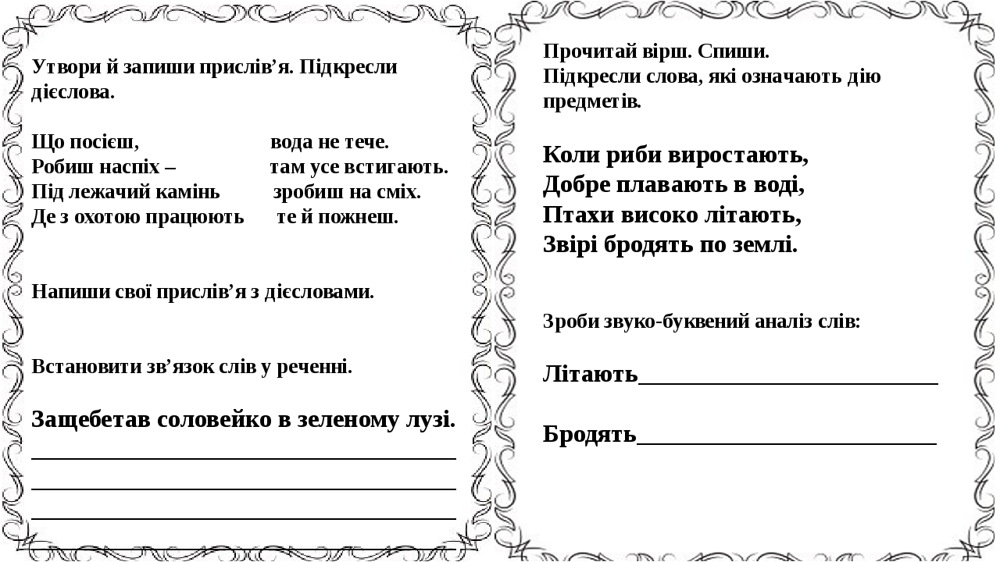 Утвори й запиши прислів’я. Підкресли
дієслова.
Що посієш, вода не тече.
Робиш наспіх – там усе встигають.
Під лежачий камінь зробиш на сміх.
Де з охотою працюють те й пожнеш.
Напиши свої прислів’я з дієсловами.
Встановити зв’язок слів у реченні.
Защебетав соловейко в зеленому лузі.
Прочитай вірш. Спиши.
Підкресли слова, які означають дію
предметів.
Коли риби виростають,
Добре плавають в воді,
Птахи високо літають,
Звірі бродять по землі.
Зроби звуко-буквений аналіз слів:
Літають________________________
Бродять________________________